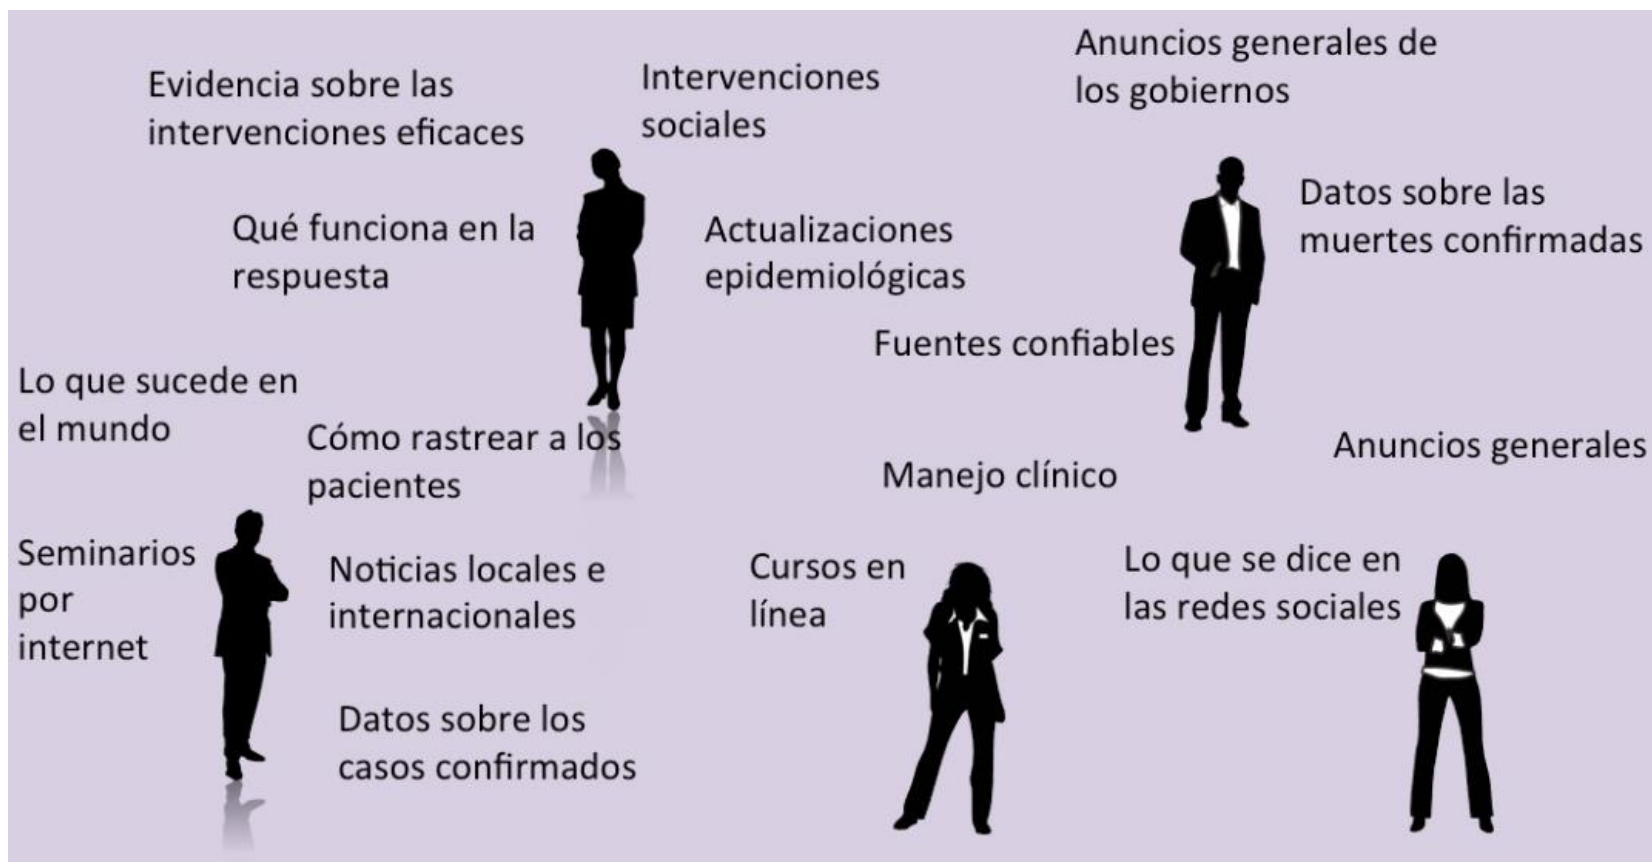 Evidencia sobre las
intervenciones eficaces
Intervenciones
sociales
Anuncios generales de
los gobiernos
Qué funciona en la
respuesta
Actualizaciones
epidemiológicas
Datos sobre las
muertes confirmadas
Fuentes confiables
Lo que sucede en
el mundo
Cómo rastrear a los
pacientes
Manejo clínico
Anuncios generales
Seminarios
por
internet
Noticias locales e
internacionales
Cursos en
línea
Lo que se dice en
las redes sociales
Datos sobre los
casos confirmados